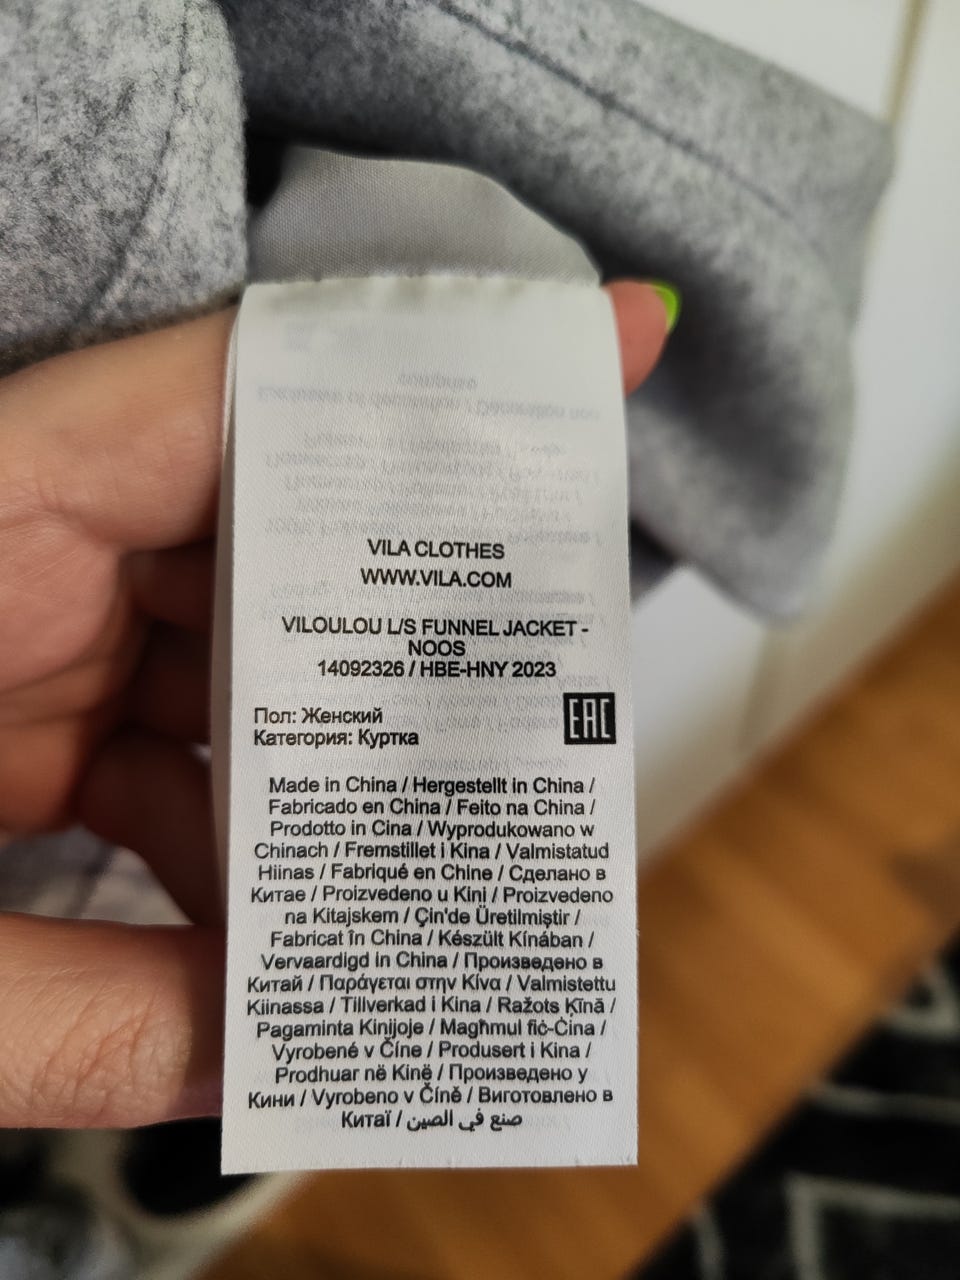 VILA CLOTHES
WWW.VILA.COM
VILOULOU L/S FUNNEL JACKET -
NOOS
14092326 / HBE-HNY 2023
Пол: Женский
Категория: Куртка
EAC
Made in China / Hergestellt in China /
Fabricado en China / Feito na China /
Prodotto in Cina / Wyprodukowano w
Chinach / Fremstillet i Kina / Valmistatud
Hiinas / Fabriqué en Chine / Сделано в
Китае / Proizvedeno u Kini / Proizvedeno
na Kitajskem / Çin'de Üretilmiştir /
Fabricat în China / Készült Kínában /
Vervaardigd in China / Произведено в
Китай / Παράγεται στην Κίνα / Valmistettu
Kiinassa / Tillverkad i Kina / Ražots Ķīnā /
Pagaminta Kinijoje / Magħmul fiċ-Ċina /
Vyrobené v Číne / Produsert i Kina /
Prodhuar në Kinë / Произведено у
Кини / Vyrobeno v Číně / Виготовлено в
Китаї / صنع في الصين